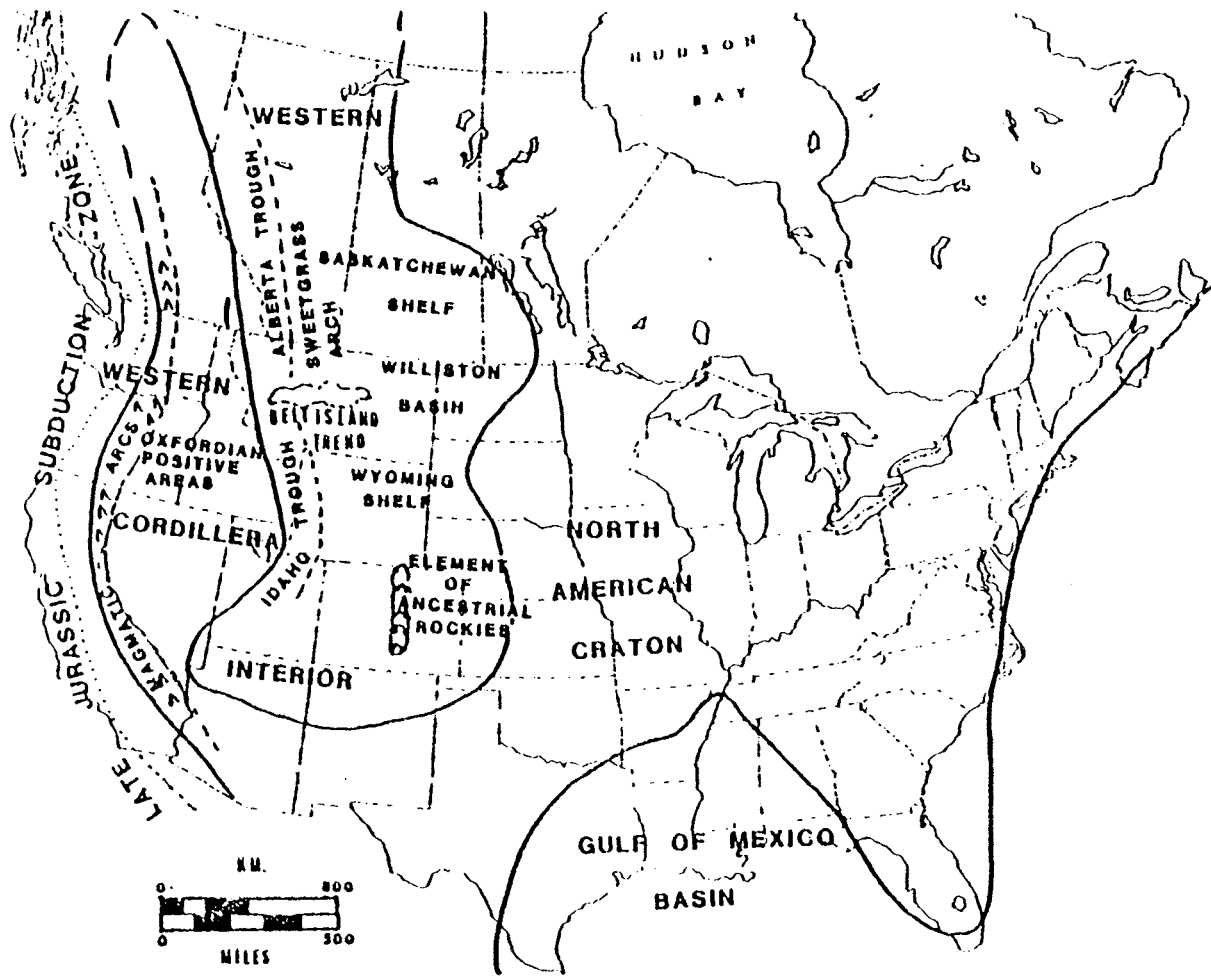 HUDSON
BAY
WESTERN
ZONE
ALBERTA TROUGH
SWEETGRASS
ARCH
SASKATCHEWAN
SHELF
SUBDUCTION
WESTERN
WILLISTON
BASIN
BELT ISLAND
TREND
ARCS
OXFORDIAN
POSITIVE
AREAS
TROUGH
WYOMING
SHELF
CORDILLERA
NORTH
IDAHO
ELEMENT
OF
ANCESTRIAL
ROCKIES
AMERICAN
CRATON
JURASSIC
MAGMATIC
INTERIOR
LATE
GULF OF MEXICO
BASIN
KM.
0 800
0 500
MILES